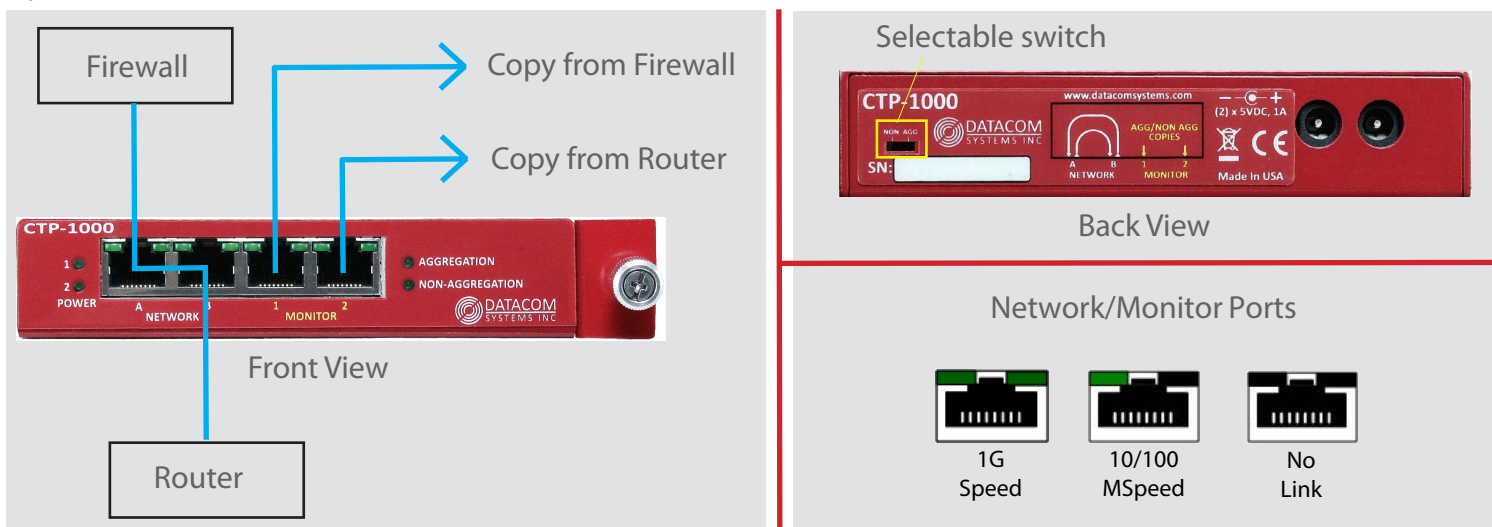 Firewall
Copy from Firewall
Copy from Router
CTP-1000
1
2
POWER
A
B
NETWORK
1
2
MONITOR
AGGREGATION
NON-AGGREGATION
DATACOM
SYSTEMS INC
Front View
Router
Selectable switch
CTP-1000
NON AGG
SN:
DATACOM
SYSTEMS INC
www.datacomsystems.com
A
B
NETWORK
AGG/NON AGG
COPIES
1
2
MONITOR
– +
(2) x 5VDC, 1A
CE
Made In USA
Back View
Network/Monitor Ports
1G
Speed
10/100
MSpeed
No
Link